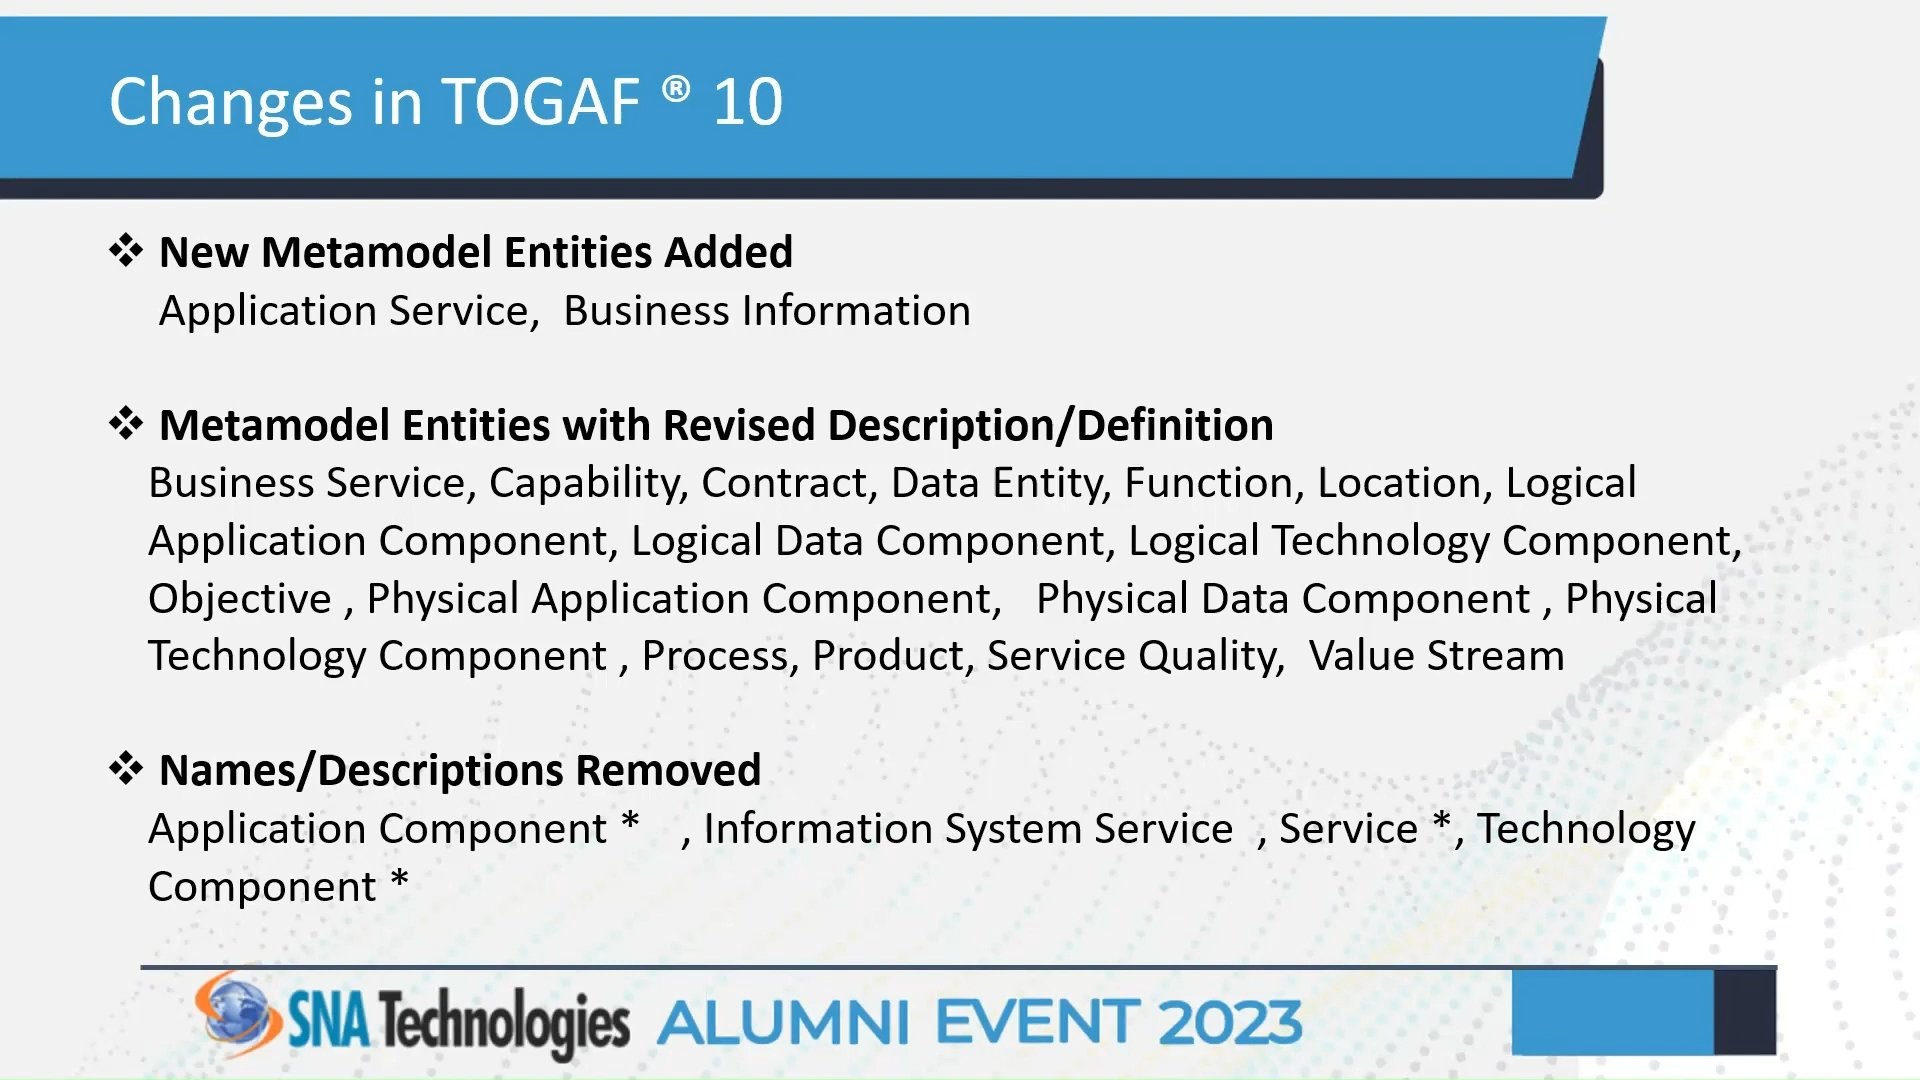 Changes in TOGAF ® 10
❖ New Metamodel Entities Added
Application Service,  Business Information
❖ Metamodel Entities with Revised Description/Definition
Business Service, Capability, Contract, Data Entity, Function, Location, Logical
Application Component, Logical Data Component, Logical Technology Component,
Objective , Physical Application Component,   Physical Data Component , Physical
Technology Component , Process, Product, Service Quality,  Value Stream
❖ Names/Descriptions Removed
Application Component *   , Information System Service  , Service *, Technology
Component *
SNA Technologies ALUMNI EVENT 2023